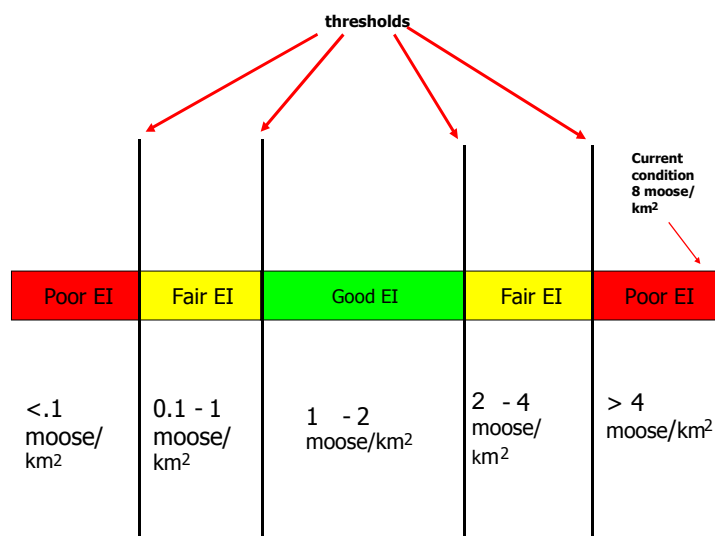 thresholds
Current
condition
8 moose/
km²
Poor EI
Fair EI
Good EI
Fair EI
Poor EI
<.1
moose/
km²
0.1 - 1
moose/
km²
1 - 2
moose/km²
2 - 4
moose/
km²
> 4
moose/km²